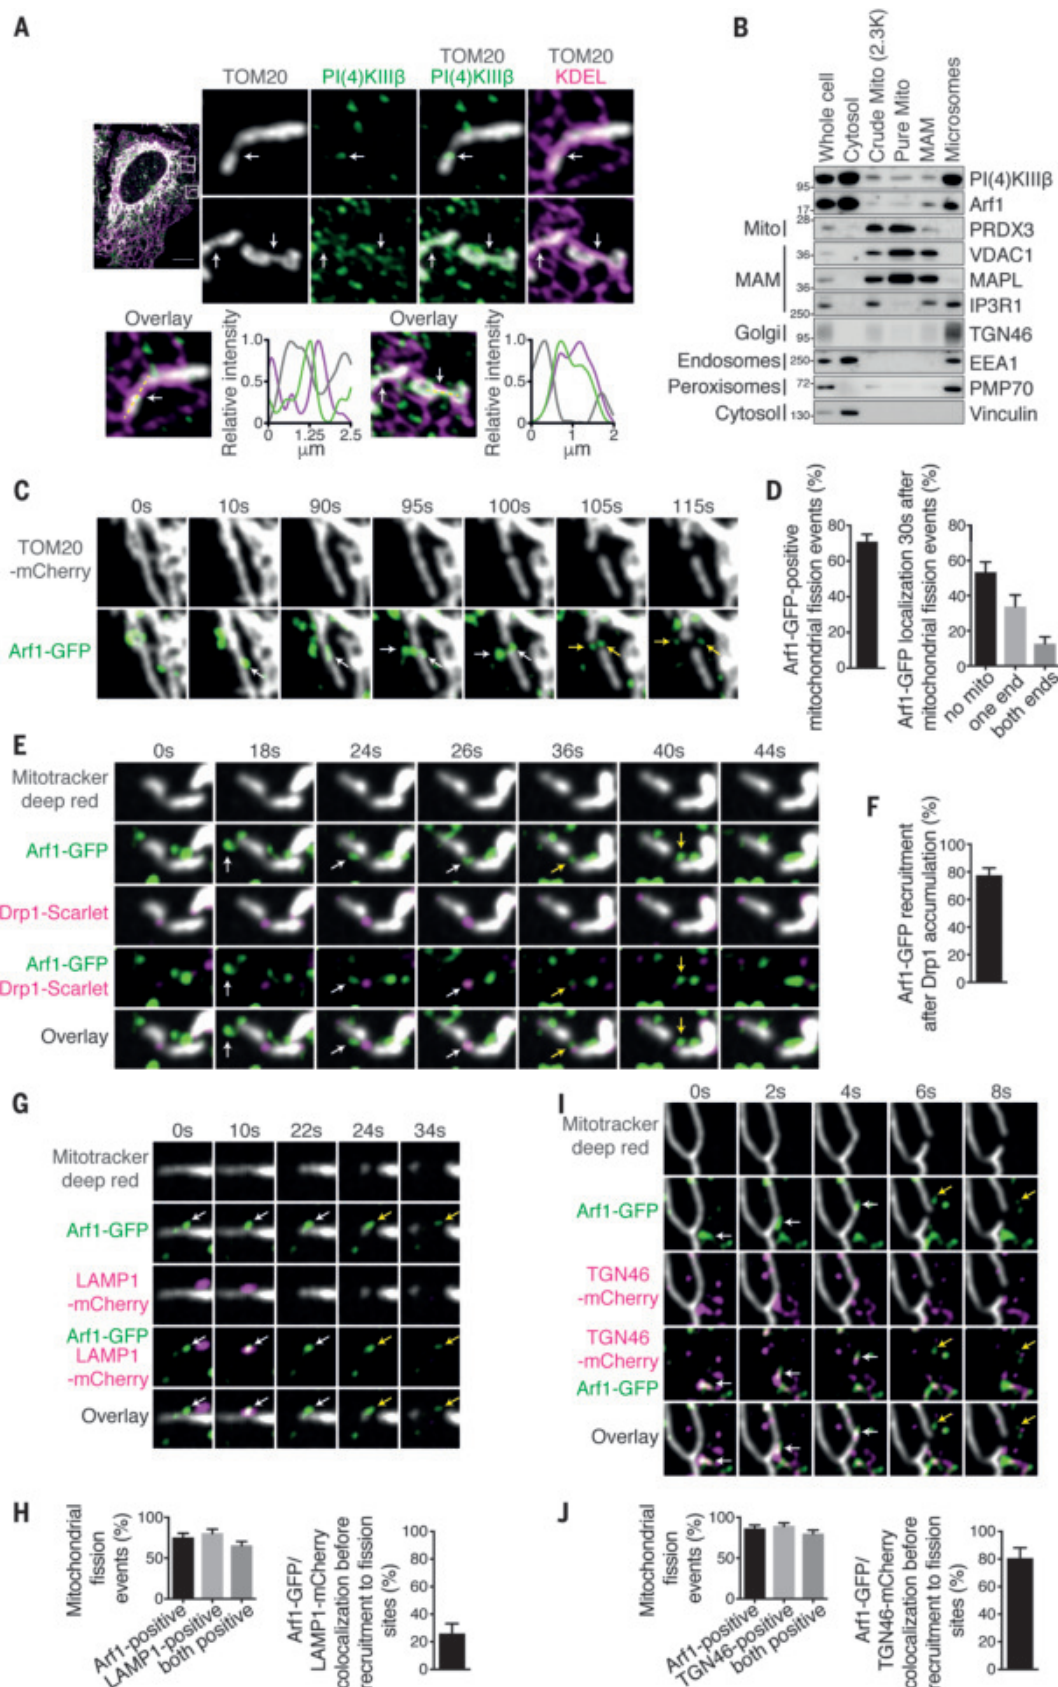 A
TOM20
PI(4)KIIIβ
TOM20
PI(4)KIIIβ
TOM20
KDEL
Overlay
Relative intensity
1.0
0.5
0
0 1.25 2.5
μm
Overlay
Relative intensity
1.0
0.5
0
0 1 2
μm
B
Whole cell
Cytosol
Crude Mito (2.3K)
Pure Mito
MAM
Microsomes
95 PI(4)KIIIβ
17 Arf1
Mito 28 PRDX3
MAM 36 VDAC1
36 MAPL
250 IP3R1
Golgi 95 TGN46
Endosomes 250 EEA1
Peroxisomes 72 PMP70
Cytosol 130 Vinculin
C
0s 10s 90s 95s 100s 105s 115s
TOM20
-mCherry
Arf1-GFP
D
Arf1-GFP-positive
mitochondrial fission events (%)
80
60
40
20
0
Arf1-GFP localization 30s after
mitochondrial fission events (%)
80
60
40
20
0
no mito
one end
both ends
E
0s 18s 24s 26s 36s 40s 44s
Mitotracker
deep red
Arf1-GFP
Drp1-Scarlet
Arf1-GFP
Drp1-Scarlet
Overlay
F
Arf1-GFP recruitment
after Drp1 accumulation (%)
100
80
60
40
20
0
G
0s 10s 22s 24s 34s
Mitotracker
deep red
Arf1-GFP
LAMP1
-mCherry
Arf1-GFP
LAMP1
-mCherry
Overlay
I
0s 2s 4s 6s 8s
Mitotracker
deep red
Arf1-GFP
TGN46
-mCherry
TGN46
-mCherry
Arf1-GFP
Overlay
H
Mitochondrial
fission
events (%)
100
50
0
Arf1-positive
LAMP1-positive
both positive
Arf1-GFP/
LAMP1-mCherry
colocalization before
recruitment to fission
sites (%)
100
80
60
40
20
0
J
Mitochondrial
fission
events (%)
100
50
0
Arf1-positive
TGN46-positive
both positive
Arf1-GFP/
TGN46-mCherry
colocalization before
recruitment to fission
sites (%)
100
80
60
40
20
0